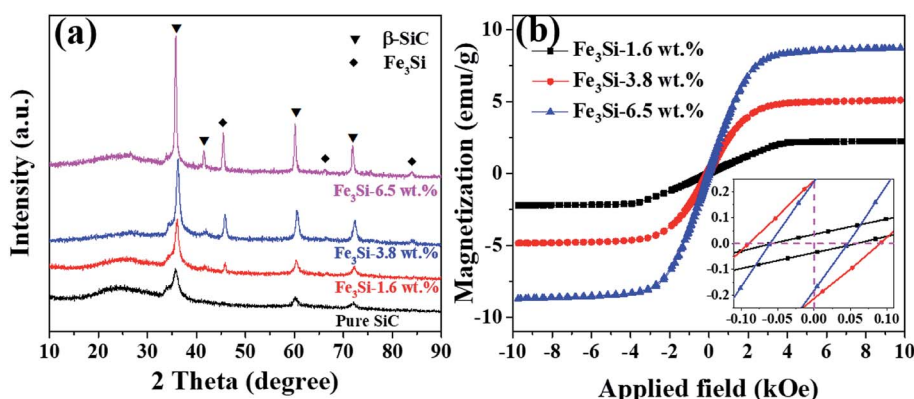 (a)
▼ β-SiC
◆ Fe₃Si
Intensity (a.u.)
Fe₃Si-6.5 wt.%
Fe₃Si-3.8 wt.%
Fe₃Si-1.6 wt.%
Pure SiC
10 20 30 40 50 60 70 80 90
2 Theta (degree)
(b)
Fe₃Si-1.6 wt.%
Fe₃Si-3.8 wt.%
Fe₃Si-6.5 wt.%
Magnetization (emu/g)
10
5
0
-5
-10
0.2
0.1
0.0
-0.1
-0.2
-0.10 -0.05 0.00 0.05 0.10
-10 -8 -6 -4 -2 0 2 4 6 8 10
Applied field (kOe)